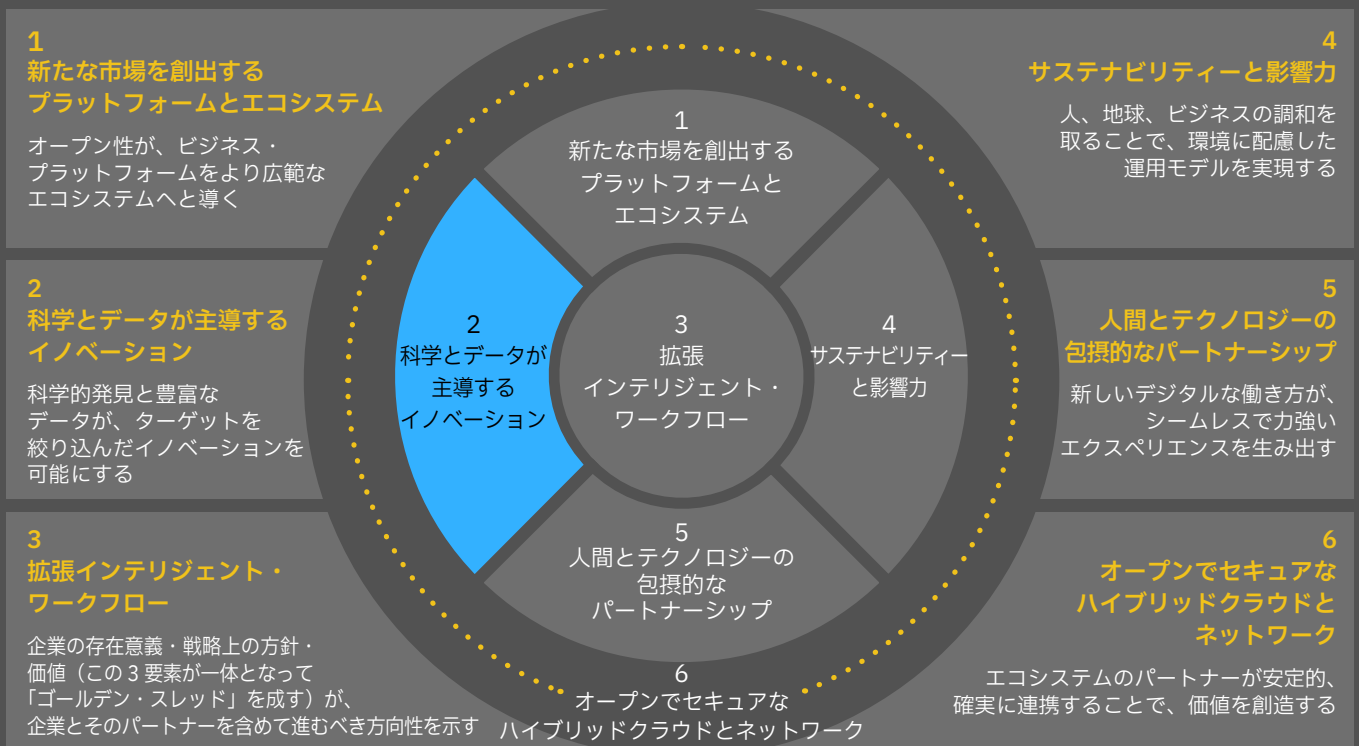 1
新たな市場を創出する
プラットフォームとエコシステム
オープン性が、ビジネス・
プラットフォームをより広範な
エコシステムへと導く
2
科学とデータが主導する
イノベーション
科学的発見と豊富な
データが、ターゲットを
絞り込んだイノベーションを
可能にする
3
拡張インテリジェント・
ワークフロー
企業の存在意義・戦略上の方針・
価値（この3要素が一体となって
「ゴールデン・スレッド」を成す）が、
企業とそのパートナーを含めて進むべき方向性を示す
1
新たな市場を創出する
プラットフォームと
エコシステム
2
科学とデータが
主導する
イノベーション
3
拡張
インテリジェント・
ワークフロー
4
サステナビリティー
と影響力
5
人間とテクノロジーの
包摂的な
パートナーシップ
6
オープンでセキュアな
ハイブリッドクラウドとネットワーク
4
サステナビリティーと影響力
人、地球、ビジネスの調和を
取ることで、環境に配慮した
運用モデルを実現する
5
人間とテクノロジーの
包摂的なパートナーシップ
新しいデジタルな働き方が、
シームレスで力強い
エクスペリエンスを生み出す
6
オープンでセキュアな
ハイブリッドクラウドと
ネットワーク
エコシステムのパートナーが安定的、
確実に連携することで、価値を創造する